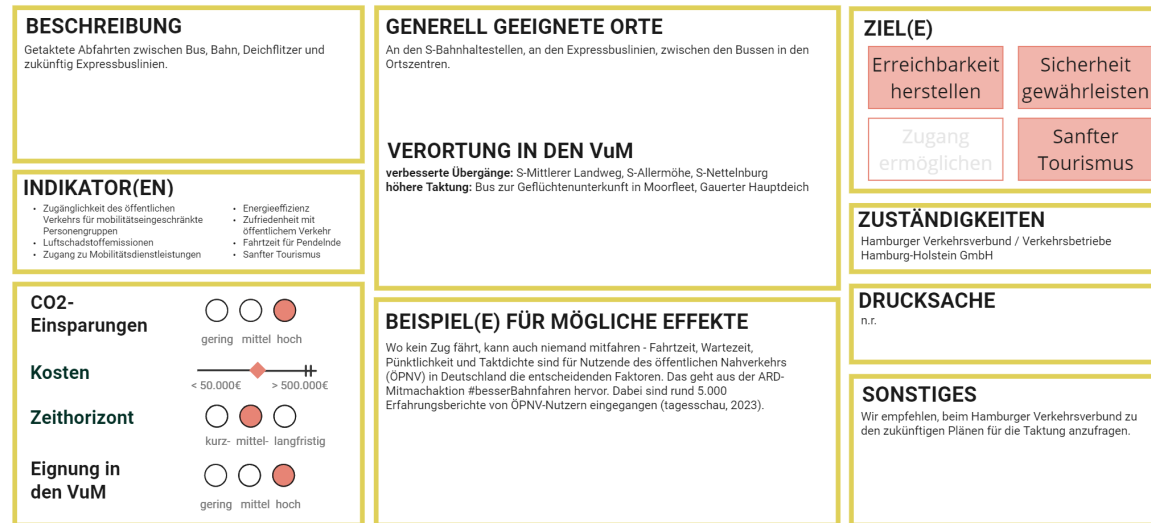 BESCHREIBUNG
Getaktete Abfahrten zwischen Bus, Bahn, Deichflitzer und
zukünftig Expressbuslinien.
INDIKATOR(EN)
• Zugänglichkeit des öffentlichen
Verkehrs für mobilitätseingeschränkte
Personengruppen
• Luftschadstoffemissionen
• Zugang zu Mobilitätsdienstleistungen
• Energieeffizienz
• Zufriedenheit mit
öffentlichem Verkehr
• Fahrtzeit für Pendelnde
• Sanfter Tourismus
CO2-
Einsparungen
gering mittel hoch
Kosten
< 50.000€ > 500.000€
Zeithorizont
kurz- mittel- langfristig
Eignung in
den VuM
gering mittel hoch
GENERELL GEEIGNETE ORTE
An den S-Bahnhaltestellen, an den Expressbuslinien, zwischen den Bussen in den
Ortszentren.
VERORTUNG IN DEN VuM
verbesserte Übergänge: S-Mittlerer Landweg, S-Allermöhe, S-Nettelnburg
höhere Taktung: Bus zur Geflüchtenunterkunft in Moorfleet, Gauerter Hauptdeich
BEISPIEL(E) FÜR MÖGLICHE EFFEKTE
Wo kein Zug fährt, kann auch niemand mitfahren - Fahrtzeit, Wartezeit,
Pünktlichkeit und Taktdichte sind für Nutzende des öffentlichen Nahverkehrs
(ÖPNV) in Deutschland die entscheidenden Faktoren. Das geht aus der ARD-
Mitmachaktion #besserBahnfahren hervor. Dabei sind rund 5.000
Erfahrungsberichte von ÖPNV-Nutzern eingegangen (tagesschau, 2023).
ZIEL(E)
Erreichbarkeit
herstellen
Sicherheit
gewährleisten
Zugang
ermöglichen
Sanfter
Tourismus
ZUSTÄNDIGKEITEN
Hamburger Verkehrsverbund / Verkehrsbetriebe
Hamburg-Holstein GmbH
DRUCKSACHE
n.r.
SONSTIGES
Wir empfehlen, beim Hamburger Verkehrsverbund zu
den zukünftigen Plänen für die Taktung anzufragen.